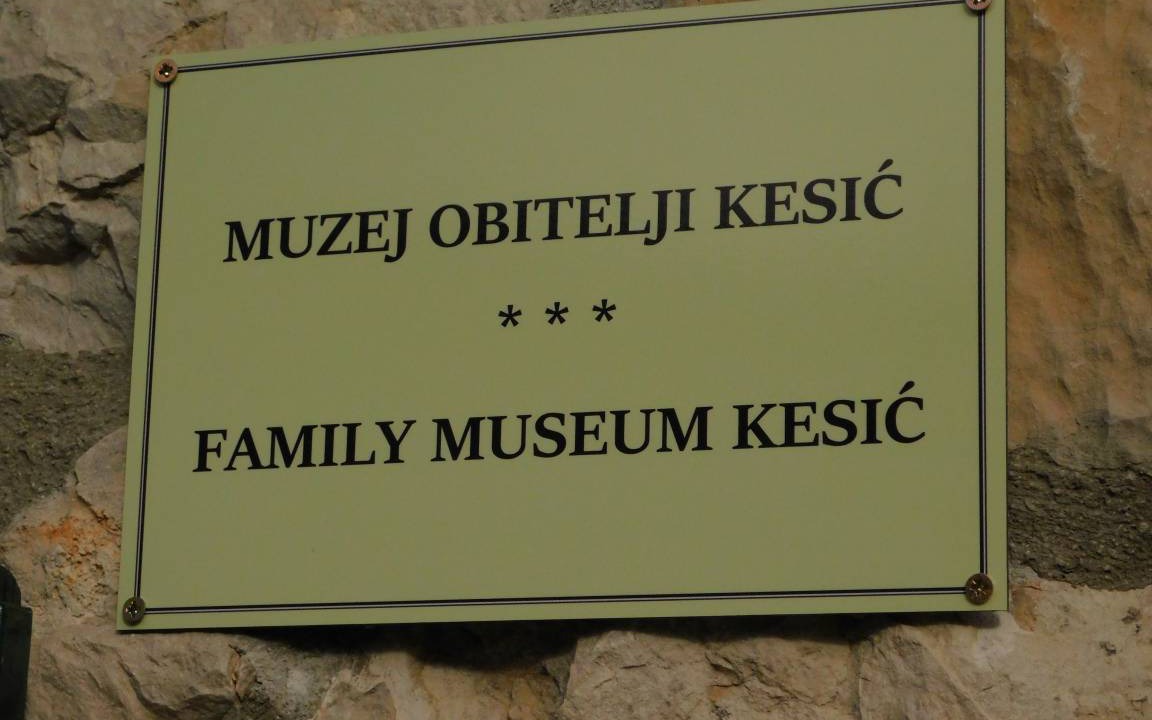 MUZEJ OBITELJI KESIĆ
* * *
FAMILY MUSEUM KESIĆ